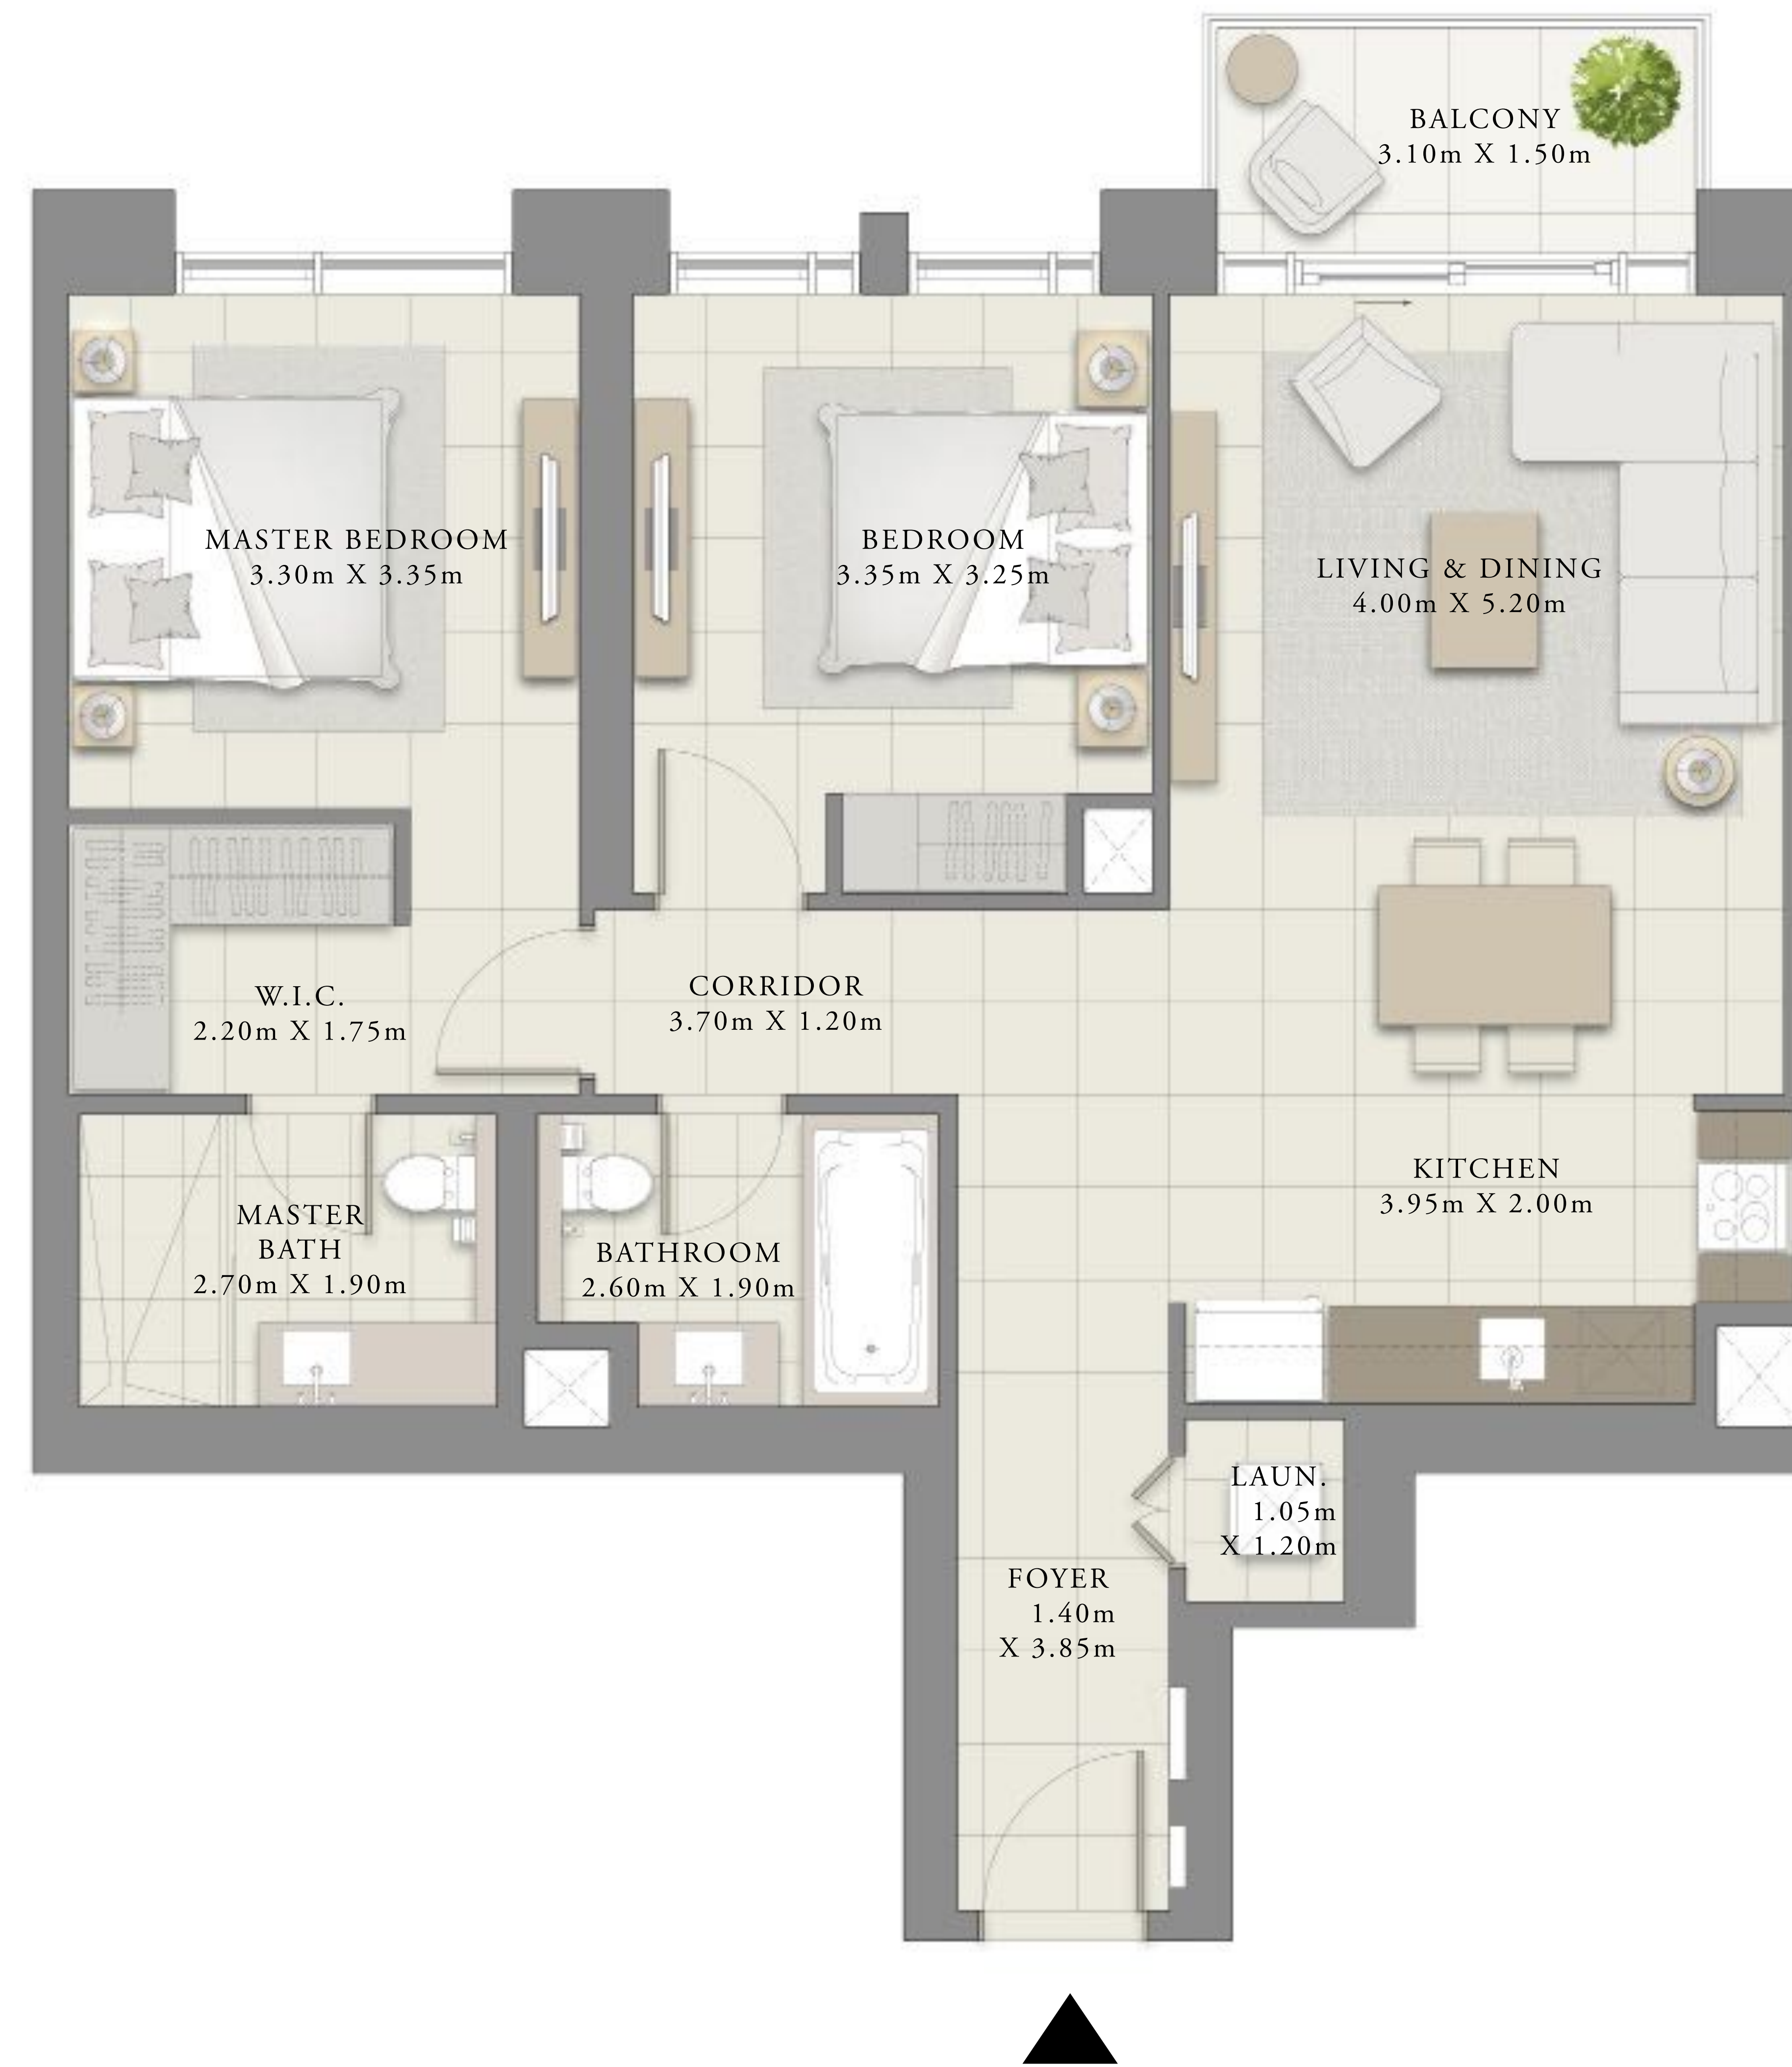 BALCONY
3.10m X 1.50m
MASTER BEDROOM
3.30m X 3.35m
BEDROOM
3.35m X 3.25m
LIVING & DINING
4.00m X 5.20m
W.I.C.
2.20m X 1.75m
CORRIDOR
3.70m X 1.20m
KITCHEN
3.95m X 2.00m
MASTER
BATH
2.70m X 1.90m
BATHROOM
2.60m X 1.90m
LAUN.
1.05m
X 1.20m
FOYER
1.40m
X 3.85m